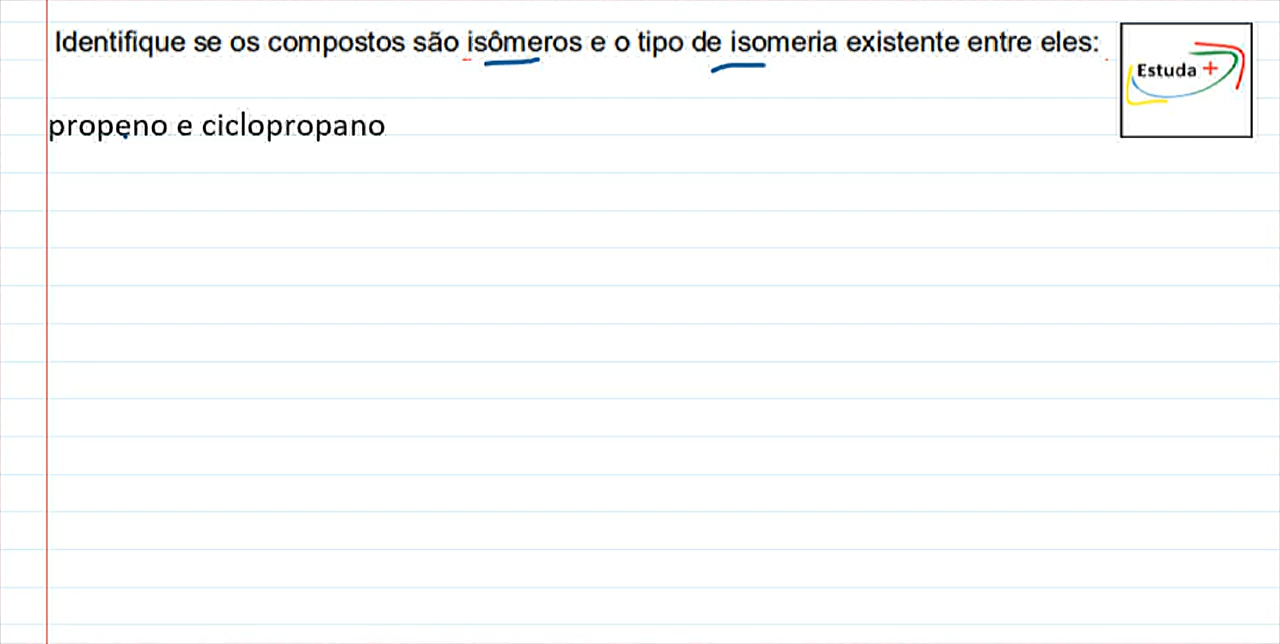 Identifique se os compostos são isômeros e o tipo de isomeria existente entre eles:
Estuda +
propeno e ciclopropano